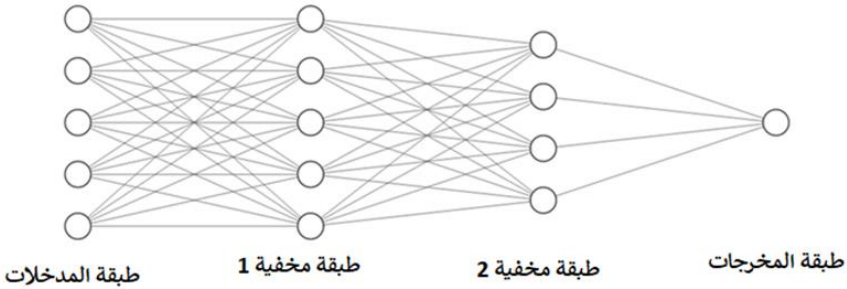 طبقة المدخلات
طبقة مخفية 1
طبقة مخفية 2
طبقة المخرجات